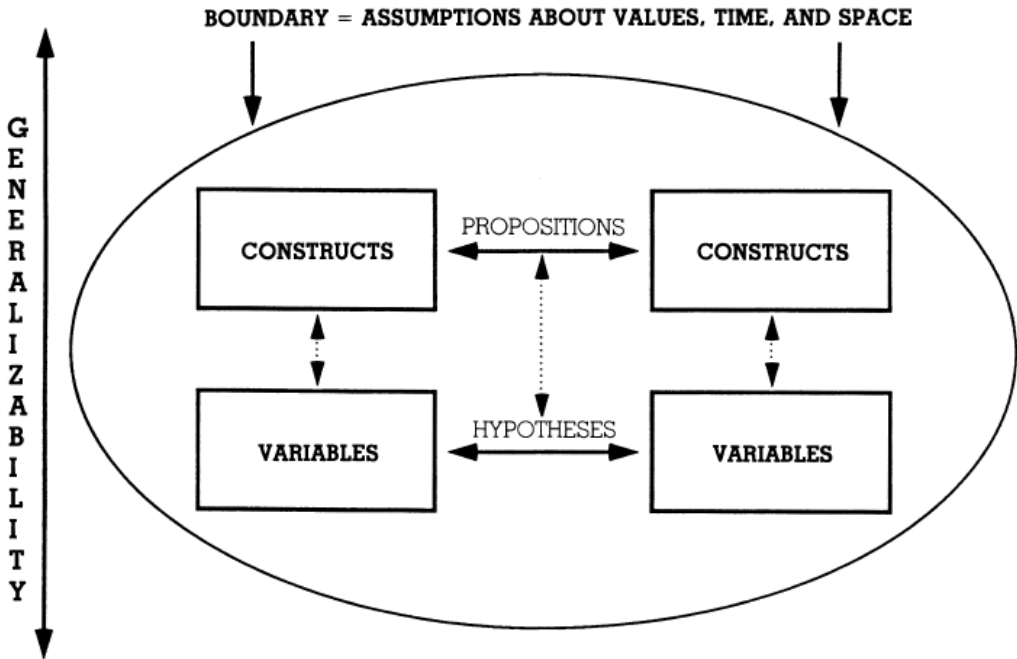 BOUNDARY = ASSUMPTIONS ABOUT VALUES, TIME, AND SPACE
GENERALIZABILITY
PROPOSITIONS
CONSTRUCTS
CONSTRUCTS
HYPOTHESES
VARIABLES
VARIABLES